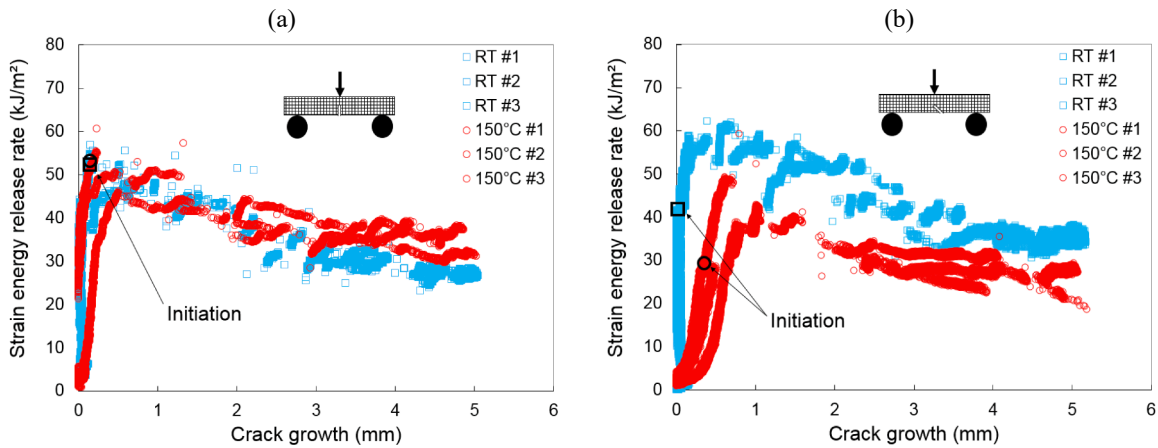 (a)
80
70
60
50
40
30
20
10
0
0 1 2 3 4 5 6
Strain energy release rate (kJ/m²)
Crack growth (mm)
RT #1
RT #2
RT #3
150°C #1
150°C #2
150°C #3
Initiation
(b)
80
70
60
50
40
30
20
10
0
0 1 2 3 4 5 6
Strain energy release rate (kJ/m²)
Crack growth (mm)
RT #1
RT #2
RT #3
150°C #1
150°C #2
150°C #3
Initiation